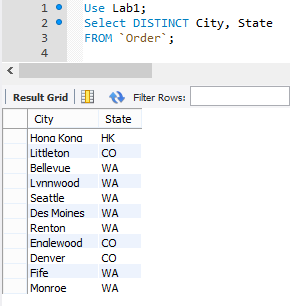 1 Use Lab1;
2 Select DISTINCT City, State
3 FROM `Order`;
4
Result Grid Filter Rows:
City State
Hong Kong HK
Littleton CO
Bellevue WA
Lynnwood WA
Seattle WA
Des Moines WA
Renton WA
Englewood CO
Denver CO
Fife WA
Monroe WA